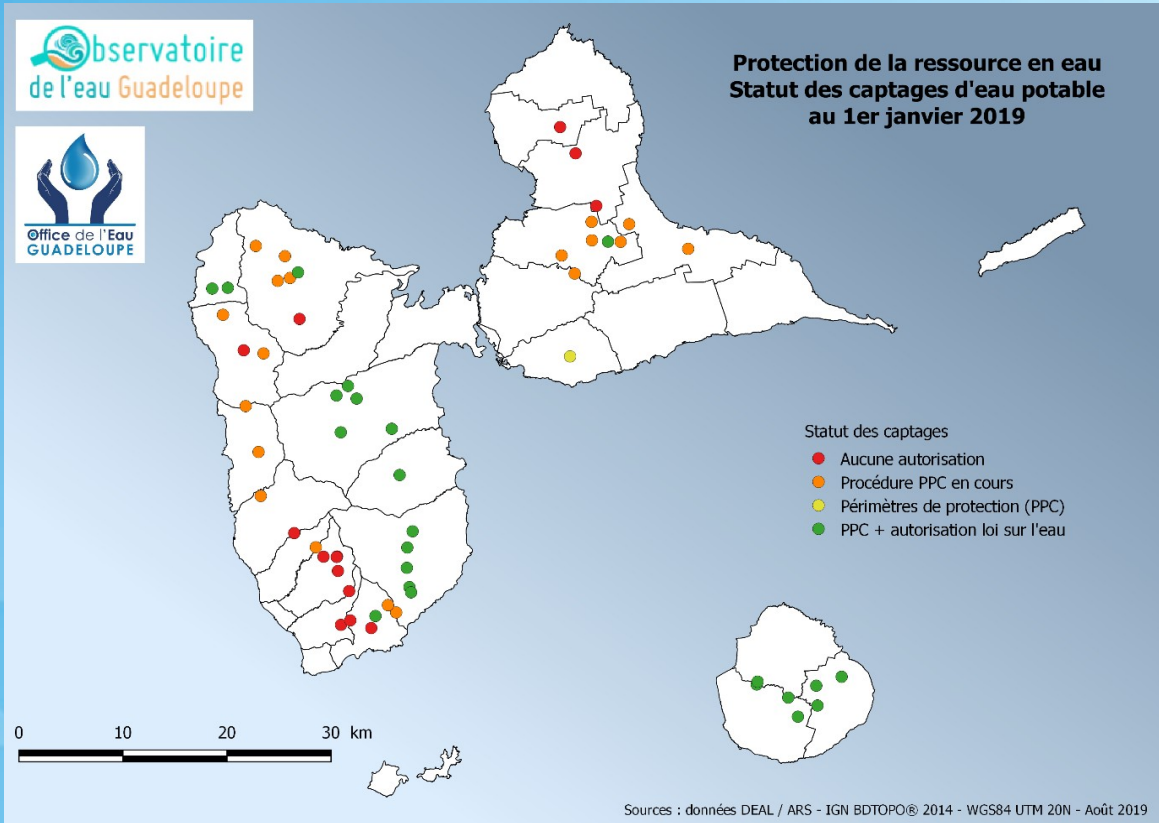 Observatoire
de l'eau Guadeloupe
Office de l'Eau
GUADELOUPE
Protection de la ressource en eau
Statut des captages d'eau potable
au 1er janvier 2019
Statut des captages
Aucune autorisation
Procédure PPC en cours
Périmètres de protection (PPC)
PPC + autorisation loi sur l'eau
0 10 20 30 km
Sources : données DEAL / ARS - IGN BDTOPO® 2014 - WGS84 UTM 20N - Août 2019